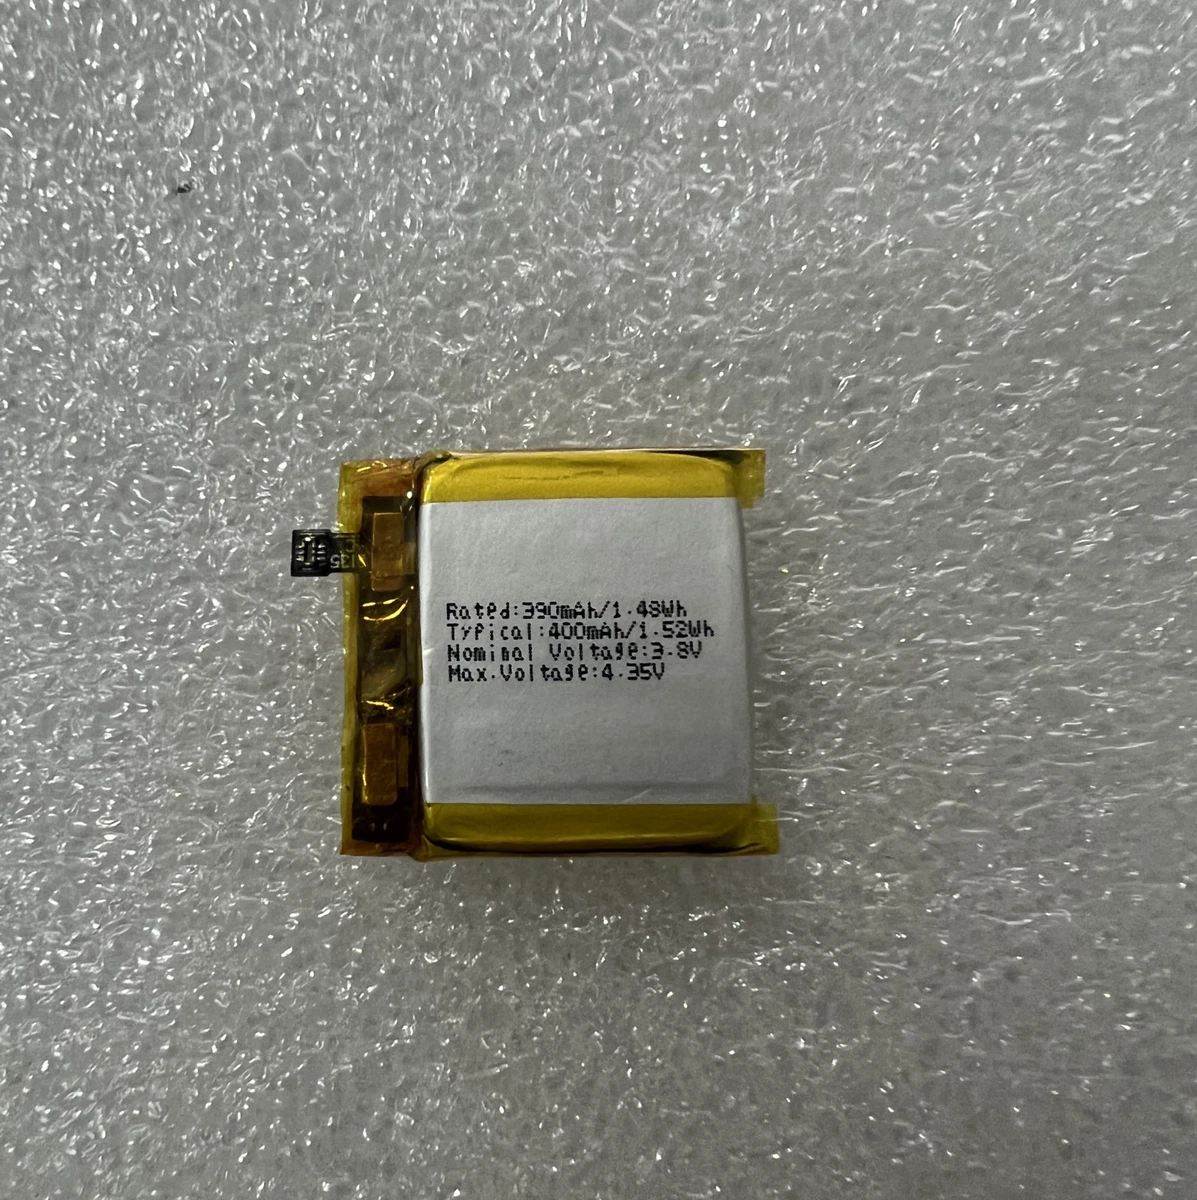 Rated:390mAh/1.48Wh
Typical:400mAh/1.52Wh
Nominal Voltage:3.8V
Max.Voltage:4.35V